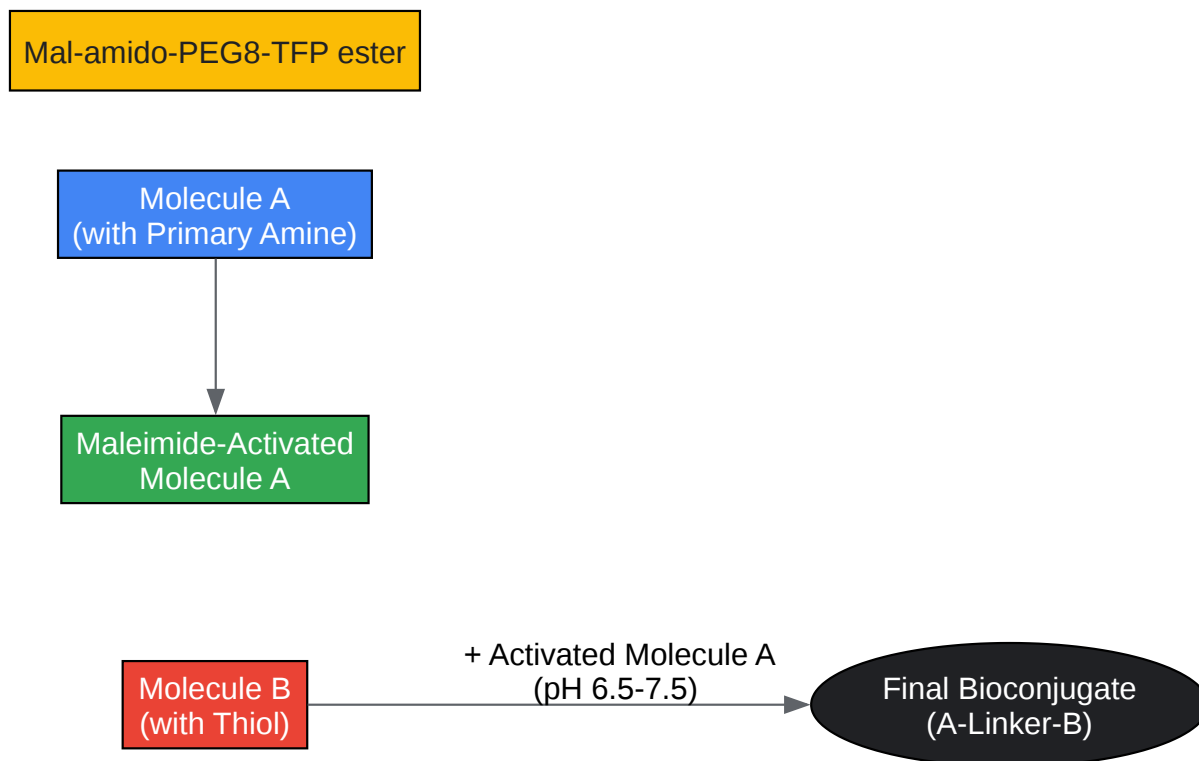 Mal-amido-PEG8-TFP ester
Molecule A
(with Primary Amine)
Maleimide-Activated
Molecule A
Molecule B
(with Thiol)
+ Activated Molecule A
(pH 6.5-7.5)
Final Bioconjugate
(A-Linker-B)